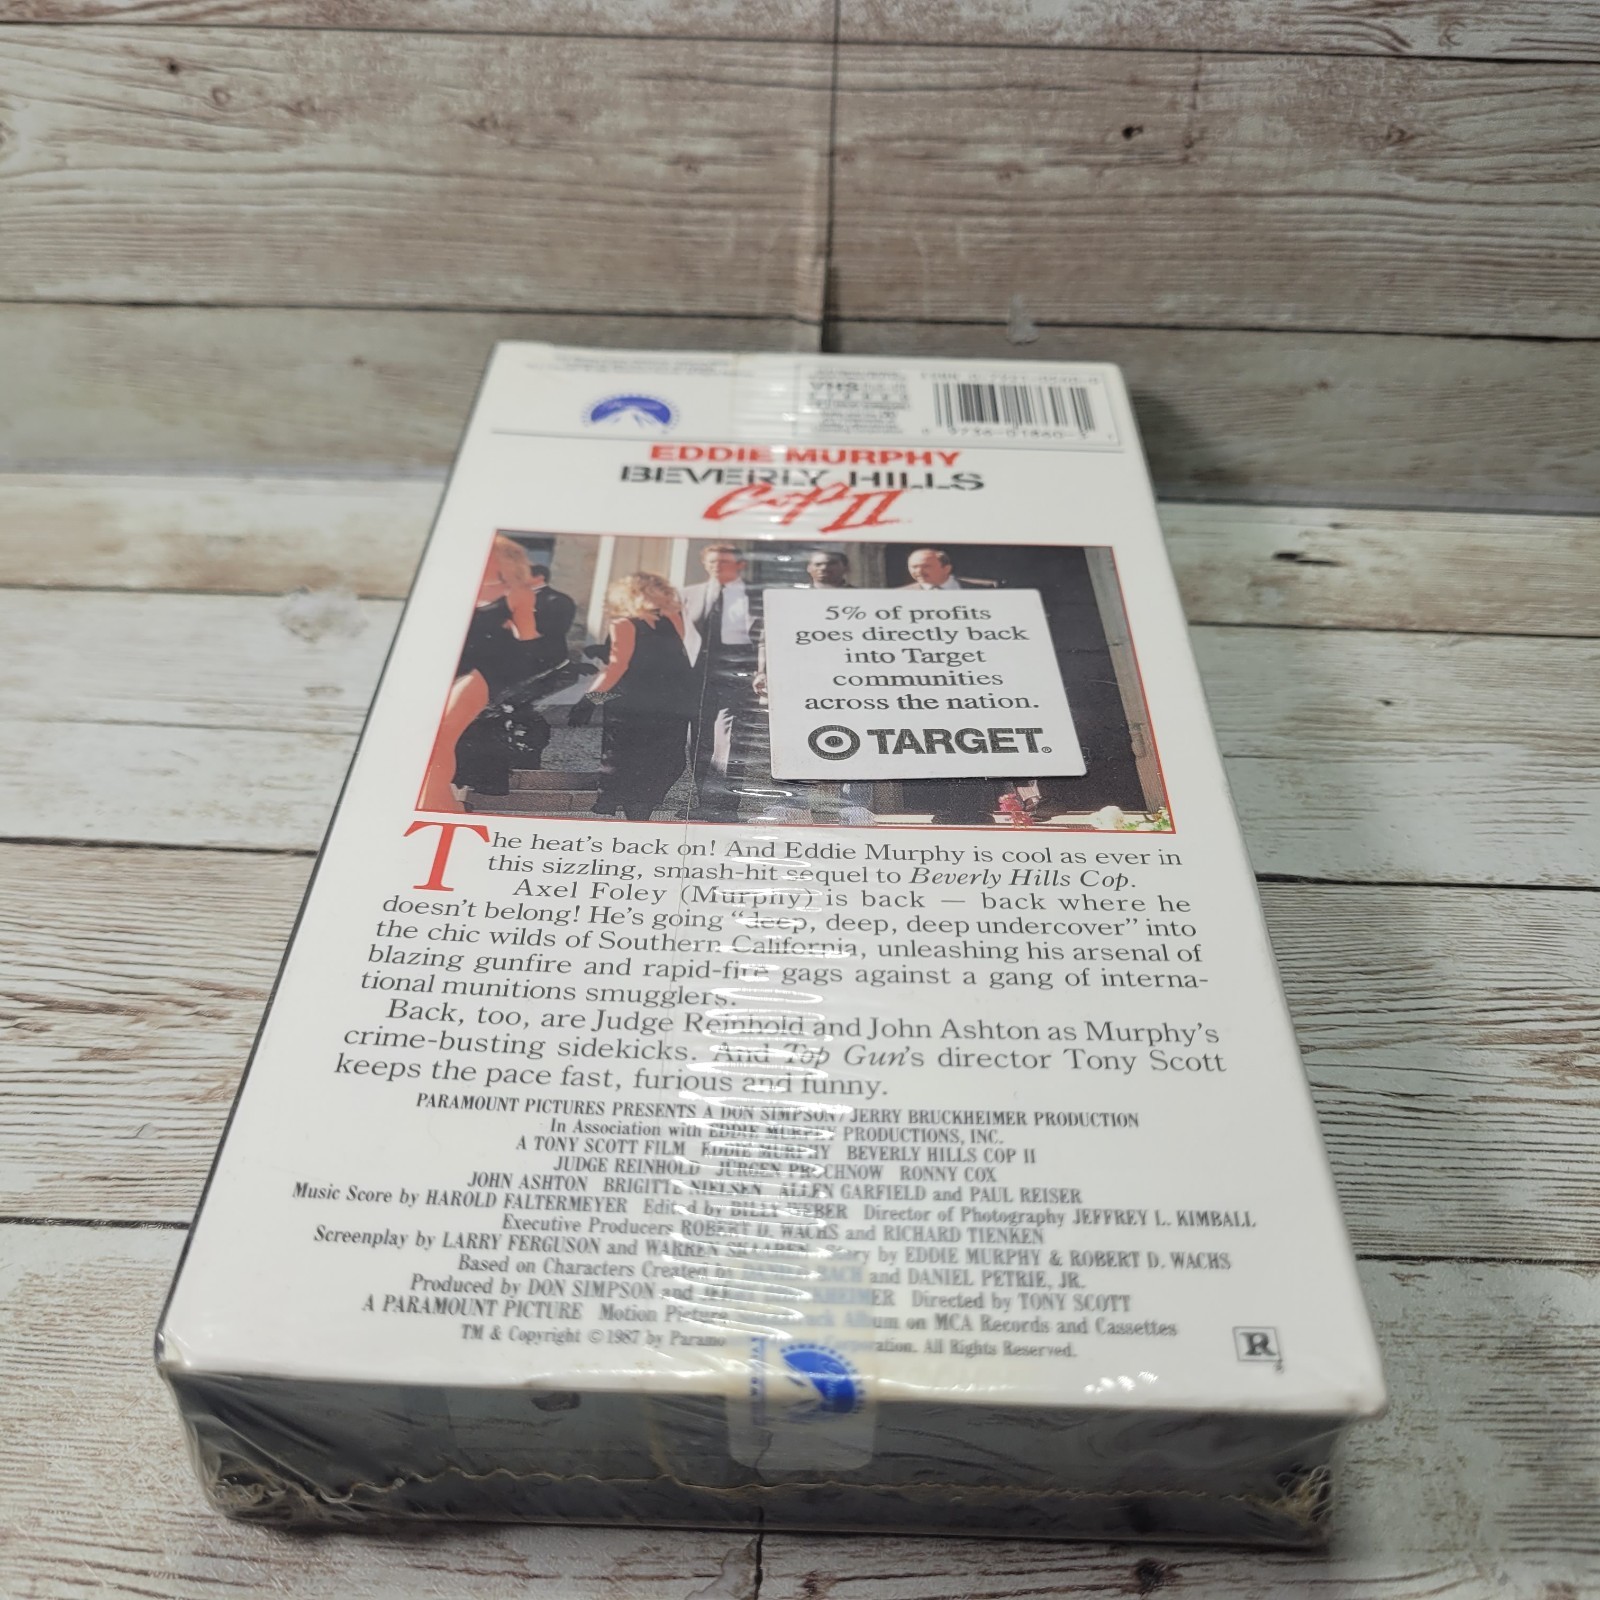 VHS
EDDIE MURPHY
BEVERLY HILLS
COP II
5% of profits
goes directly back
into Target
communities
across the nation.
TARGET®
The heat's back on! And Eddie Murphy is cool as ever in
this sizzling, smash-hit sequel to Beverly Hills Cop.
Axel Foley (Murphy) is back — back where he
doesn't belong! He's going "deep, deep, deep undercover" into
the chic wilds of Southern California, unleashing his arsenal of
blazing gunfire and rapid-fire gags against a gang of interna-
tional munitions smugglers.
Back, too, are Judge Reinhold and John Ashton as Murphy's
crime-busting sidekicks. And Top Gun's director Tony Scott
keeps the pace fast, furious and funny.
PARAMOUNT PICTURES PRESENTS A DON SIMPSON/JERRY BRUCKHEIMER PRODUCTION
In Association with EDDIE MURPHY PRODUCTIONS, INC.
A TONY SCOTT FILM EDDIE MURPHY BEVERLY HILLS COP II
JUDGE REINHOLD JÜRGEN PROCHNOW RONNY COX
JOHN ASHTON BRIGITTE NIELSEN ALLEN GARFIELD and PAUL REISER
Music Score by HAROLD FALTERMEYER Edited by BILLY WEBER Director of Photography JEFFREY L. KIMBALL
Executive Producers ROBERT D. WACHS and RICHARD TIENKEN
Screenplay by LARRY FERGUSON and WARREN SKAAREN Story by EDDIE MURPHY & ROBERT D. WACHS
Based on Characters Created by BACH and DANIEL PETRIE, JR.
Produced by DON SIMPSON and Directed by TONY SCOTT
A PARAMOUNT PICTURE Motion Picture Album on MCA Records and Cassettes
TM & Copyright © 1987 by All Rights Reserved.
R